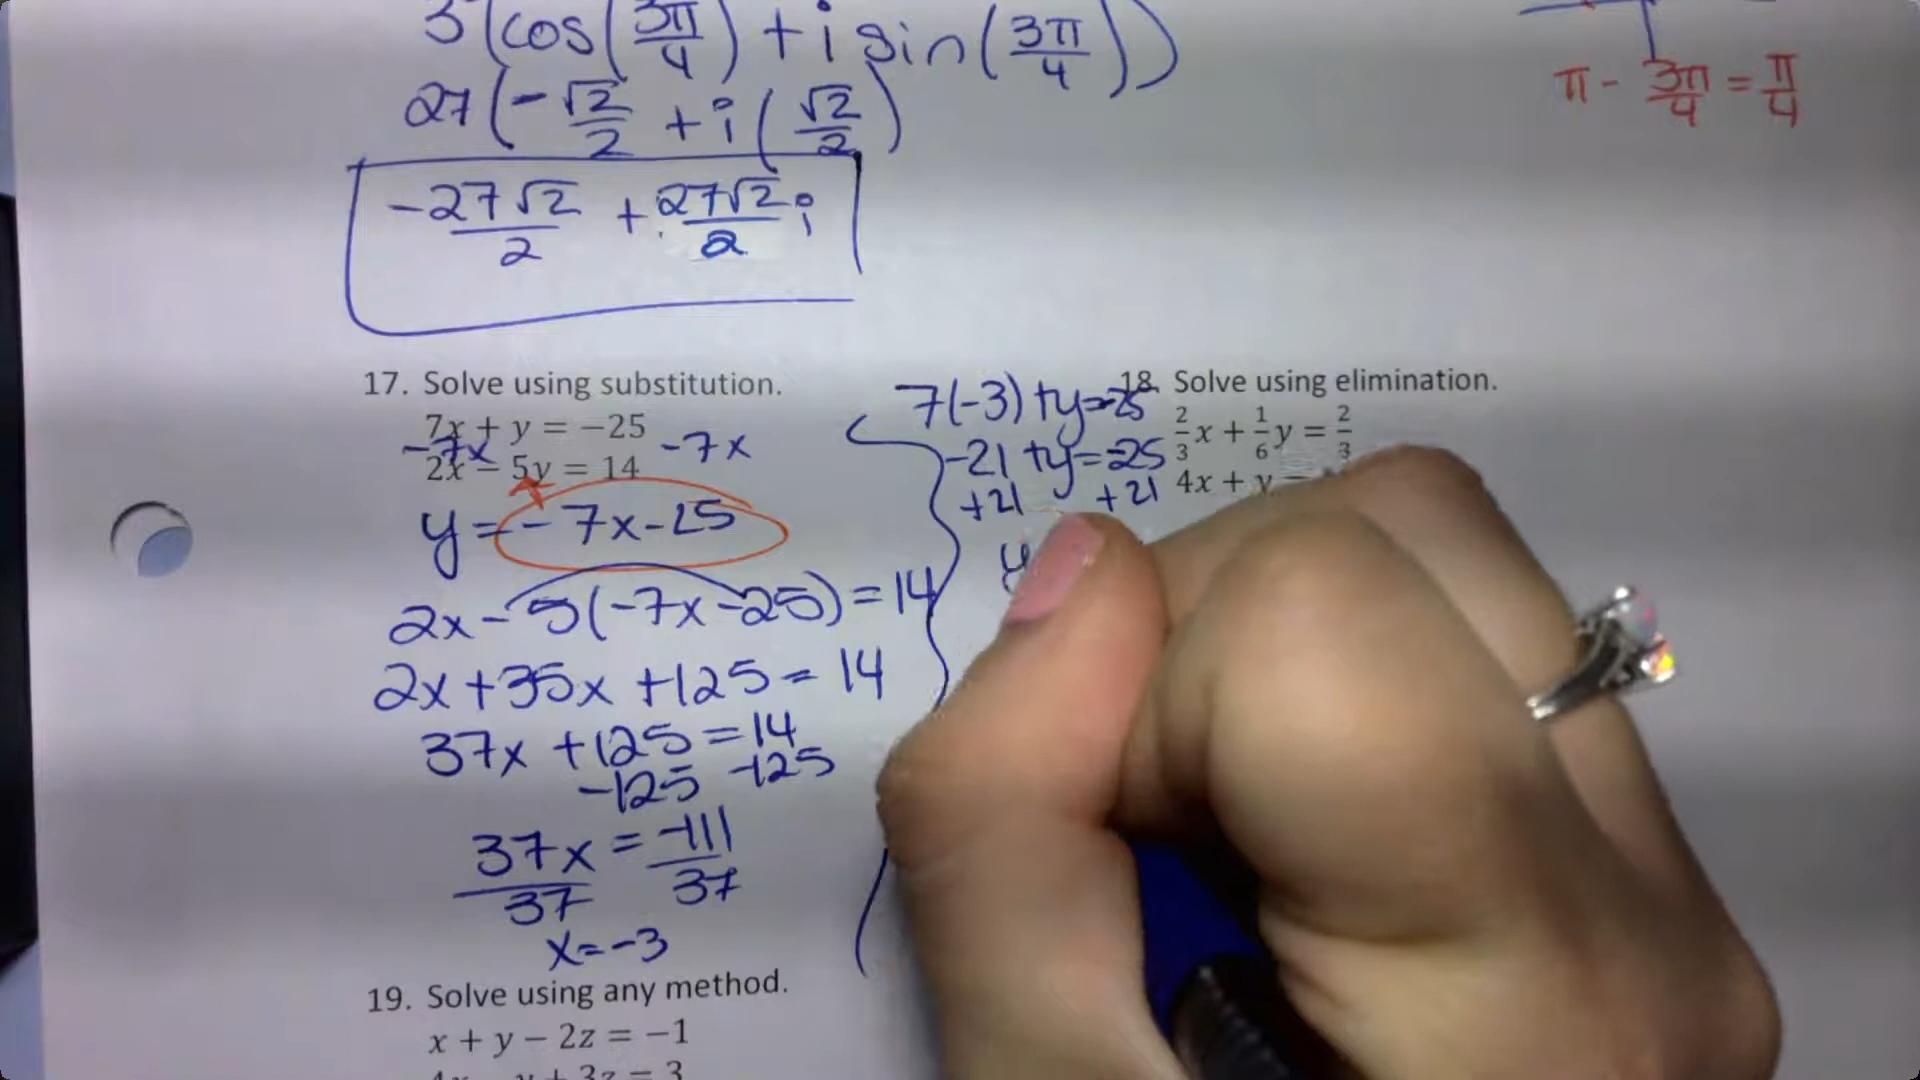 3(cos(3π/4) + i sin(3π/4))
27(-√2/2 + i(√2/2)
-27√2/2 + 27√2/2 i
π - 3π/4 = π/4
17. Solve using substitution.
7x + y = −25
-7x -7x
2x − 5y = 14
y = -7x-25
2x-5(-7x-25)=14
2x+35x+125=14
37x+125=14
-125 -125
37x = -111
37 37
x=-3
7(-3)+y=-25
-21+y=-25
+21 +21
y
18. Solve using elimination.
2/3x + 1/6y = 2/3
4x + y
19. Solve using any method.
x + y − 2z = −1
4x − y + 3z = 3